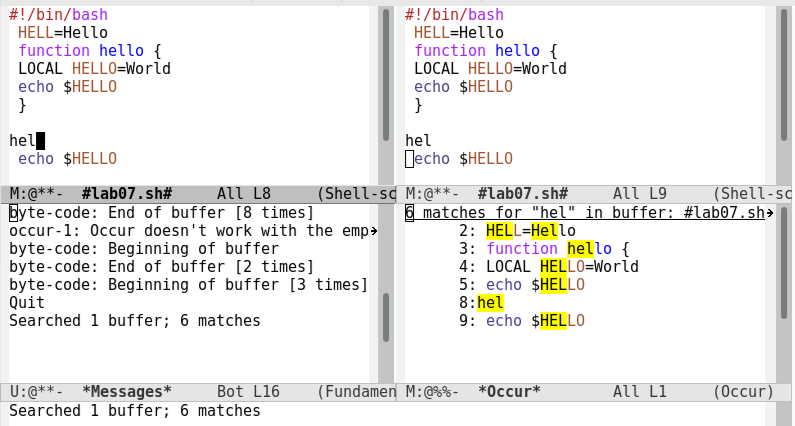 #!/bin/bash
 HELL=Hello
 function hello {
 LOCAL HELLO=World
 echo $HELLO
 }
hel
 echo $HELLO
M:@**-  #lab07.sh#     All L8     (Shell-sc
#!/bin/bash
 HELL=Hello
 function hello {
 LOCAL HELLO=World
 echo $HELLO
 }
hel
 echo $HELLO
M:@**-  #lab07.sh#     All L9     (Shell-sc
byte-code: End of buffer [8 times]
occur-1: Occur doesn't work with the emp
byte-code: Beginning of buffer
byte-code: End of buffer [2 times]
byte-code: Beginning of buffer [3 times]
Quit
Searched 1 buffer; 6 matches
U:@**-  *Messages*     Bot L16    (Fundamen
6 matches for "hel" in buffer: #lab07.sh
      2: HELL=Hello
      3: function hello {
      4: LOCAL HELLO=World
      5: echo $HELLO
      8:hel
      9: echo $HELLO
M:@%%-  *Occur*        All L1     (Occur)
Searched 1 buffer; 6 matches